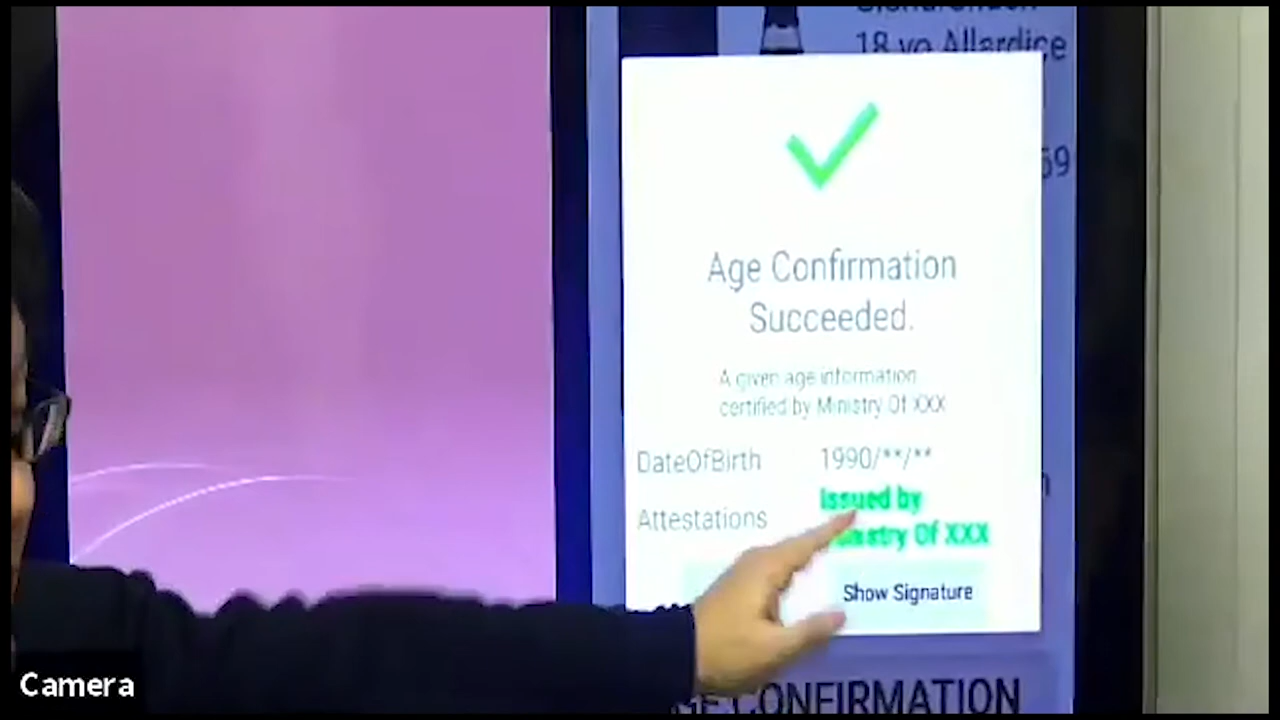 18 yo Allardice
69
Age Confirmation
Succeeded.
A given age information
certified by Ministry Of XXX
DateOfBirth 1990/**/**
Attestations
Issued by
Ministry Of XXX
Show Signature
CONFIRMATION
Camera